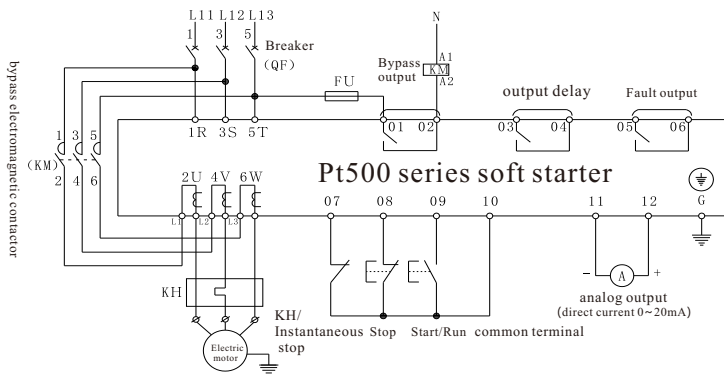 L11 L12 L13
N
1 3 5
Breaker
(QF)
Bypass
output
A1
KM
A2
FU
output delay
Fault output
bypass electromagnetic contactor
1R 3S 5T
01 02 03 04 05 06
1 3 5
(KM)
2 4 6
Pt500 series soft starter
2U 4V 6W
L1 L2 L3
07 08 09 10 11 12 G
KH
- A +
analog output
(direct current 0~20mA)
KH/
Instantaneous Stop Start/Run common terminal
stop
Electric
motor